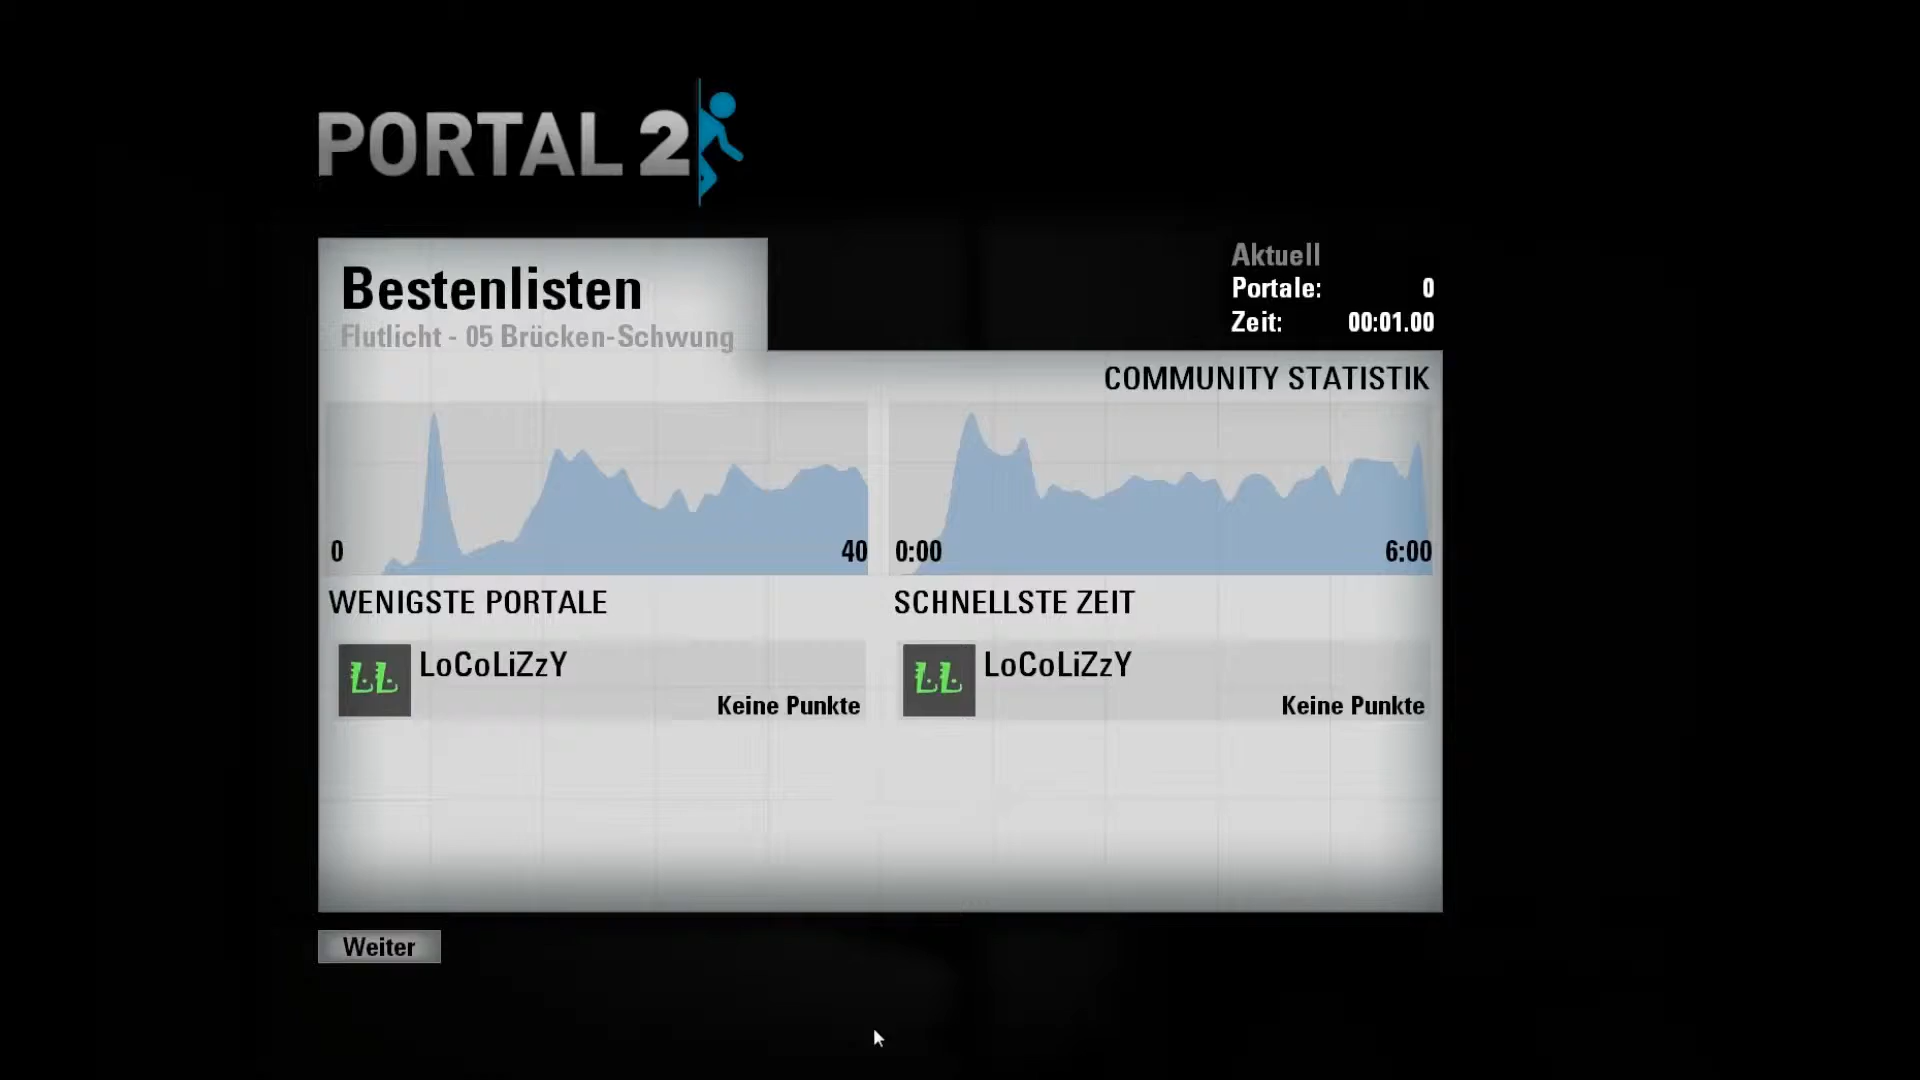 PORTAL 2
Bestenlisten
Flutlicht - 05 Brücken-Schwung
Aktuell
Portale: 0
Zeit: 00:01.00
COMMUNITY STATISTIK
0 40
0:00 6:00
WENIGSTE PORTALE
SCHNELLSTE ZEIT
LL LoCoLiZzY
Keine Punkte
LL LoCoLiZzY
Keine Punkte
Weiter